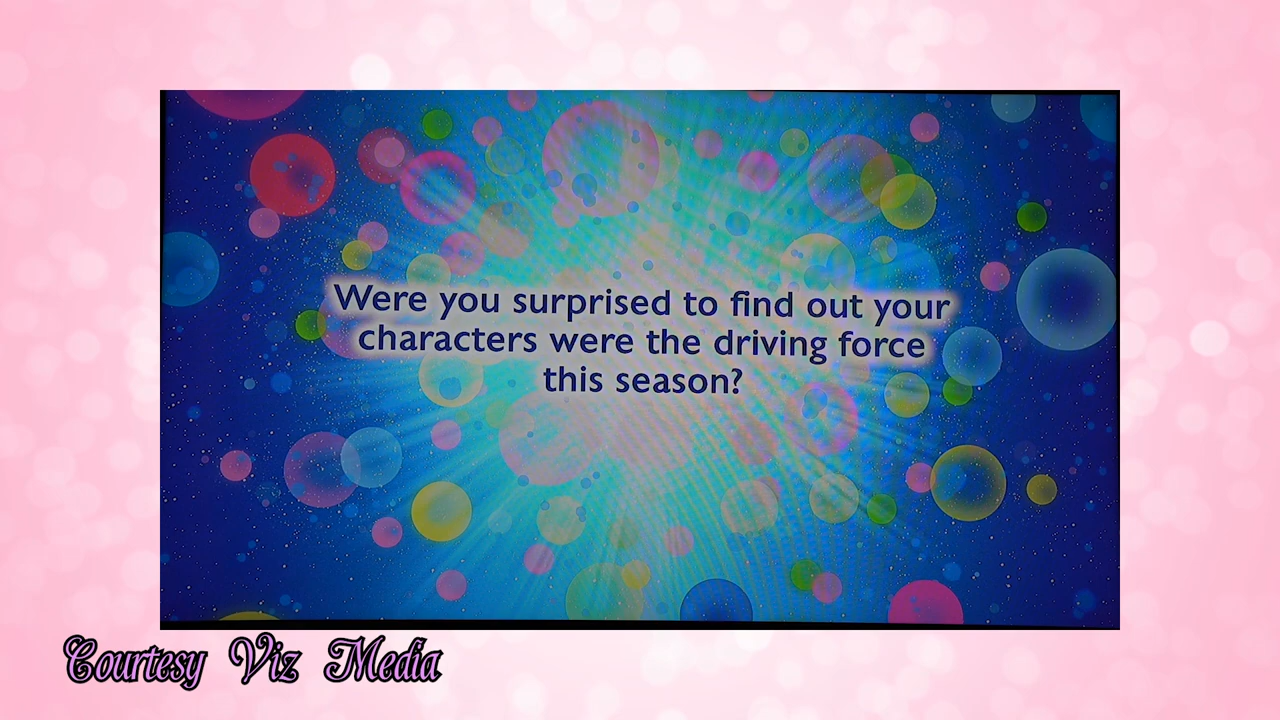 Were you surprised to find out your
characters were the driving force
this season?
Courtesy Viz Media